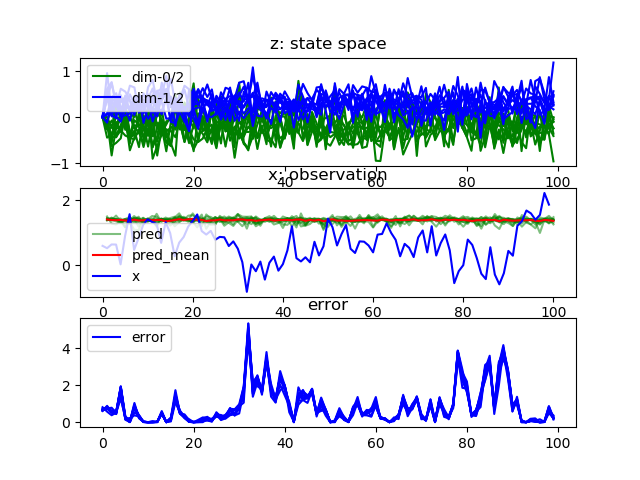 z: state space
1
0
−1
dim-0/2
dim-1/2
0 20 40 60 80 100
x: observation
2
0
pred
pred_mean
x
0 20 40 60 80 100
error
4
2
0
error
0 20 40 60 80 100